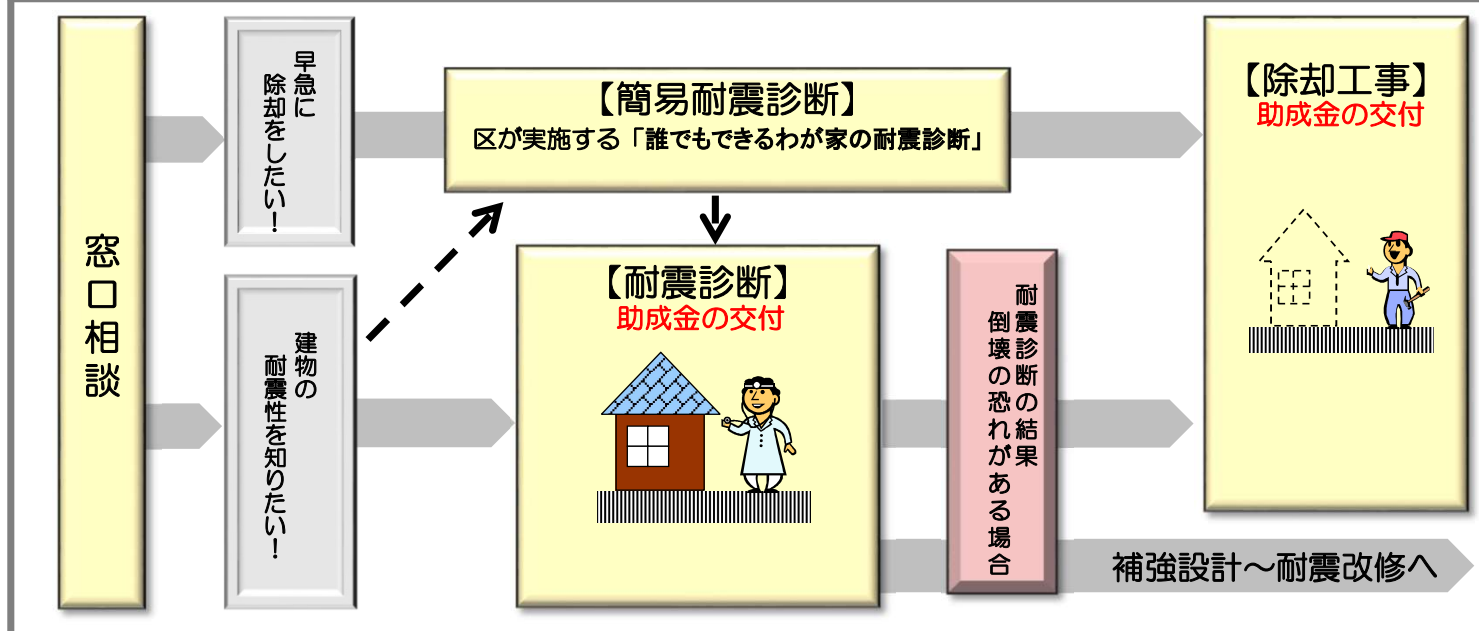 窓口相談
早急に
除却をしたい！
建物の
耐震性を知りたい！
【簡易耐震診断】
区が実施する「誰でもできるわが家の耐震診断」
【耐震診断】
助成金の交付
耐震診断の結果
倒壊の恐れがある場合
【除却工事】
助成金の交付
補強設計～耐震改修へ